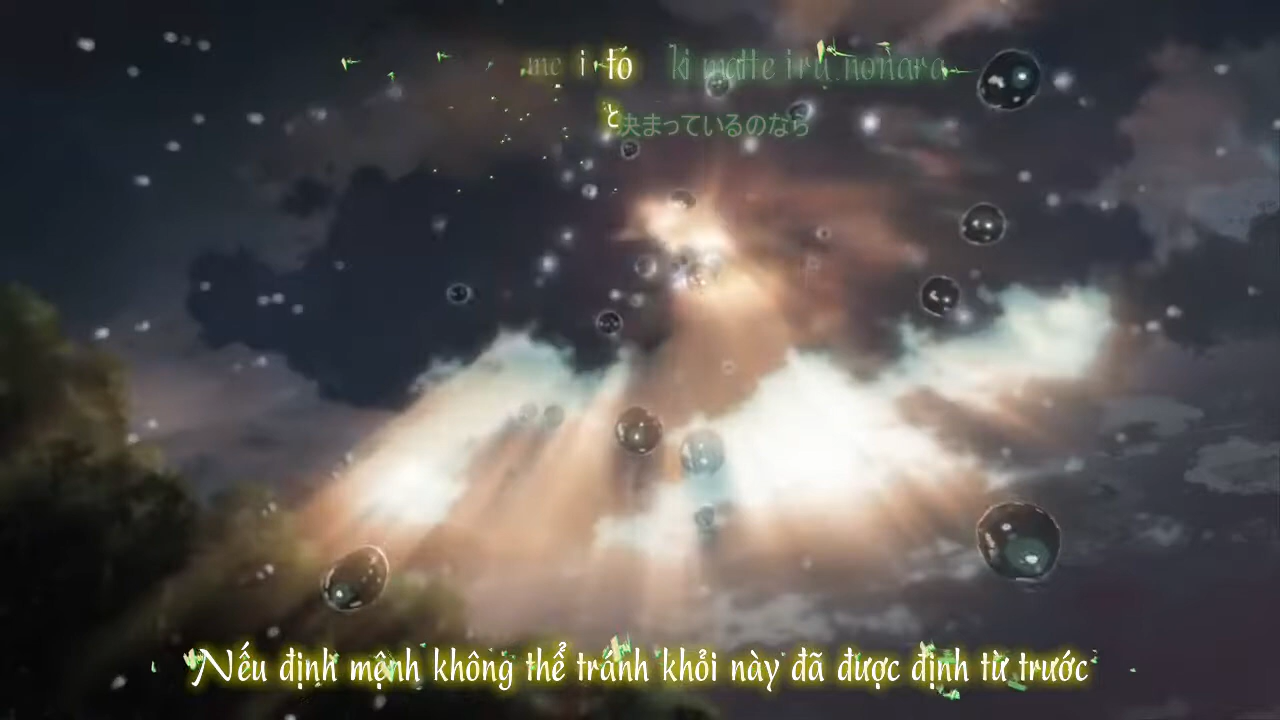 me i to ki matte iru nonara
と決まっているのなら
Nếu định mệnh không thể tránh khỏi này đã được định từ trước